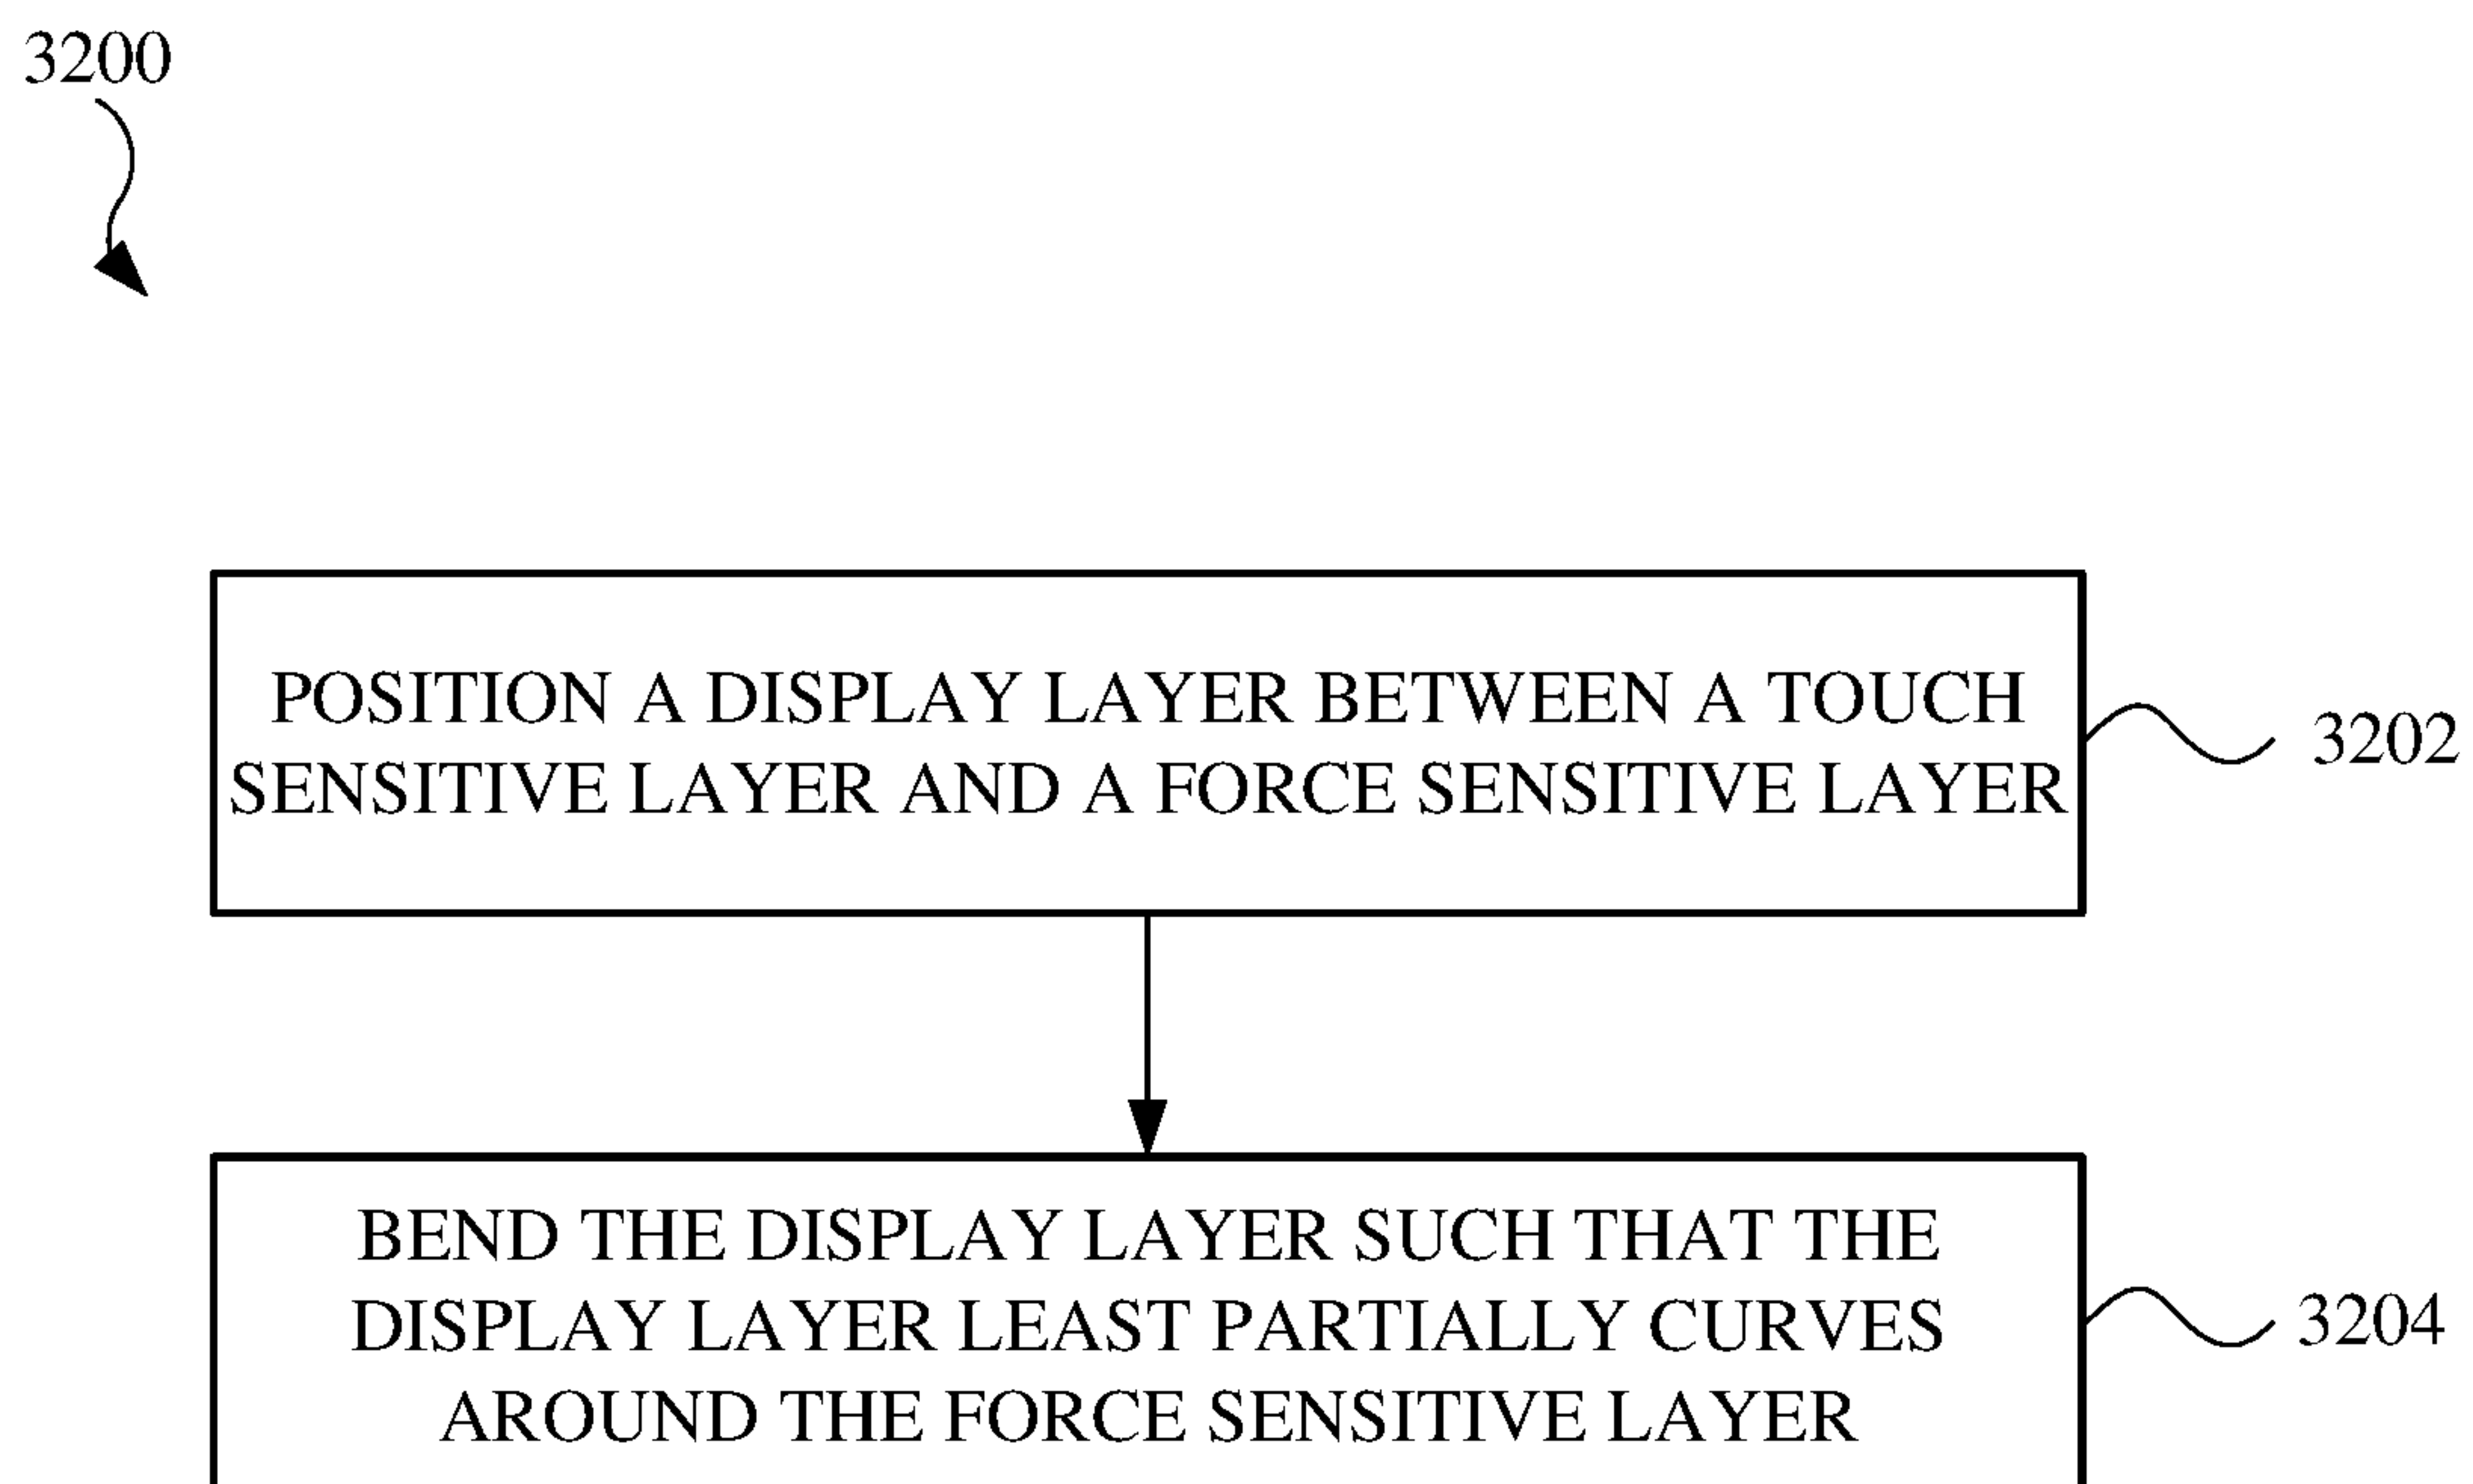 3200
POSITION A DISPLAY LAYER BETWEEN A TOUCH
SENSITIVE LAYER AND A FORCE SENSITIVE LAYER
3202
BEND THE DISPLAY LAYER SUCH THAT THE
DISPLAY LAYER LEAST PARTIALLY CURVES
AROUND THE FORCE SENSITIVE LAYER
3204